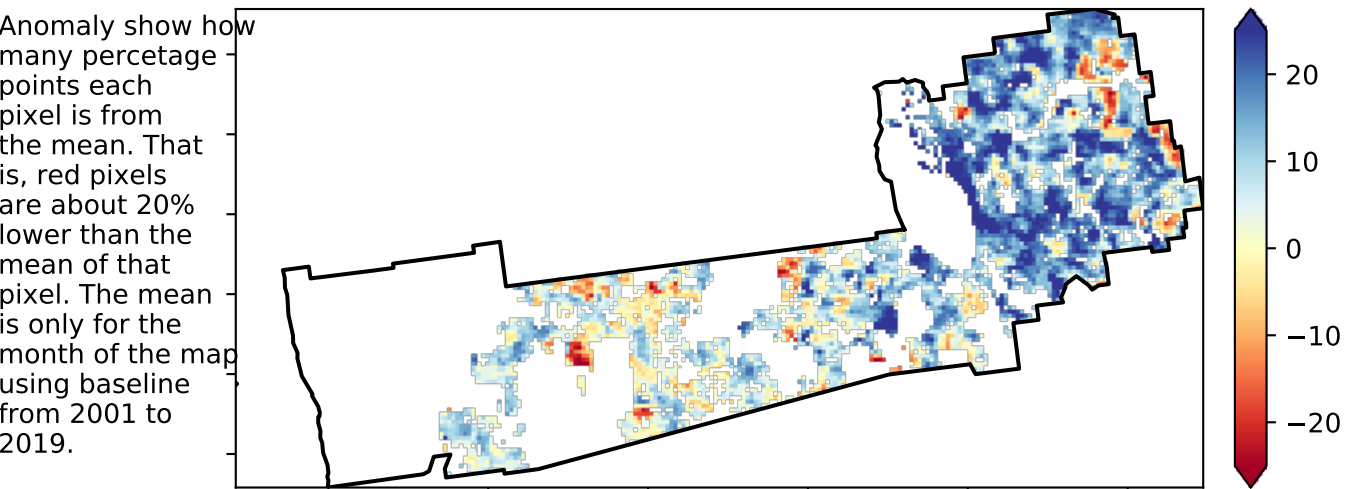 Anomaly show how
many percetage
points each
pixel is from
the mean. That
is, red pixels
are about 20%
lower than the
mean of that
pixel. The mean
is only for the
month of the map
using baseline
from 2001 to
2019.
20
10
0
−10
−20